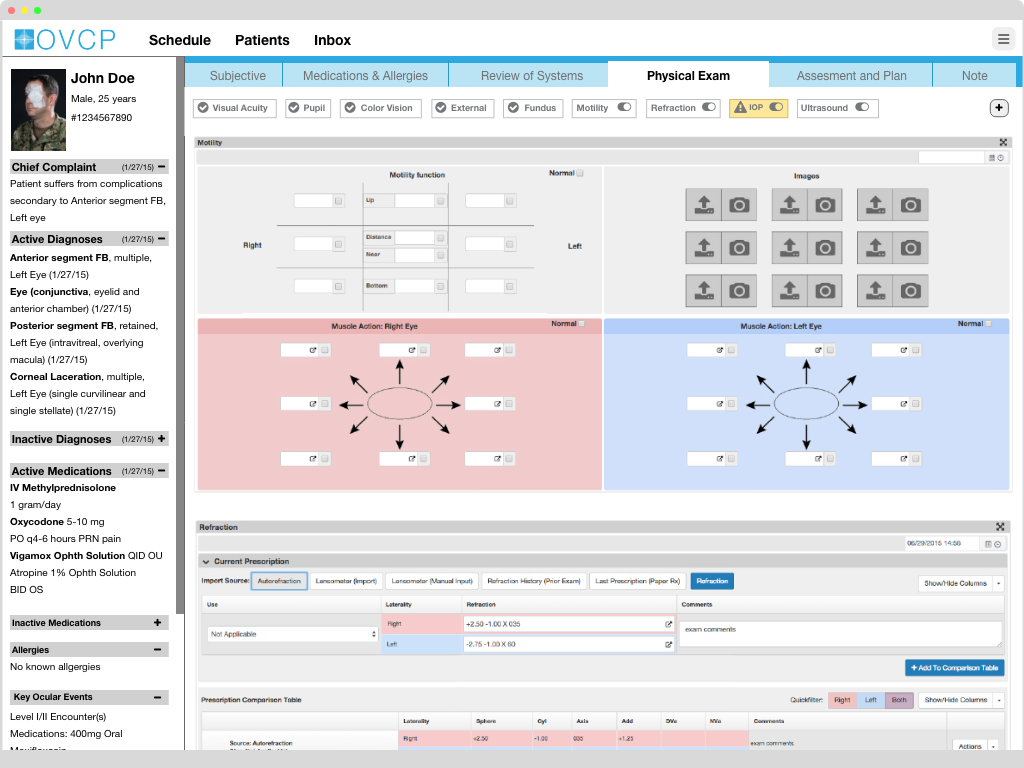 OVCP
Schedule Patients Inbox
John Doe
Male, 25 years
#1234567890
Chief Complaint (1/27/15)
Patient suffers from complications
secondary to Anterior segment FB,
Left eye
Active Diagnoses (1/27/15)
Anterior segment FB, multiple,
Left Eye (1/27/15)
Eye (conjunctiva, eyelid and
anterior chamber) (1/27/15)
Posterior segment FB, retained,
Left Eye (intravitreal, overlying
macula) (1/27/15)
Corneal Laceration, multiple,
Left Eye (single curvilinear and
single stellate) (1/27/15)
Inactive Diagnoses (1/27/15)
Active Medications (1/27/15)
IV Methylprednisolone
1 gram/day
Oxycodone 5-10 mg
PO q4-6 hours PRN pain
Vigamox Ophth Solution QID OU
Atropine 1% Ophth Solution
BID OS
Inactive Medications
Allergies
No known allgergies
Key Ocular Events
Level I/II Encounter(s)
Medications: 400mg Oral
Subjective Medications & Allergies Review of Systems Physical Exam Assesment and Plan Note
Visual Acuity Pupil Color Vision External Fundus Motility Refraction IOP Ultrasound
Motility
Motility function Normal
Up
Right Distance Left
Near
Bottom
Images
Muscle Action: Right Eye Normal
Muscle Action: Left Eye Normal
Refraction
06/29/2015 14:56
Current Prescription
Import Source: Autorefraction Lensometer (Import) Lensometer (Manual Input) Refraction History (Prior Exam) Last Prescription (Paper Rx) Refraction Show/Hide Columns
Use Laterality Refraction Comments
Not Applicable
Right +2.50 -1.00 X 035 exam comments
Left -2.75 -1.00 X 60
+ Add To Comparison Table
Prescription Comparison Table Quickfilter: Right Left Both Show/Hide Columns
Laterality Sphere Cyl Axis Add DVa NVa Comments
Source: Autorefraction Right +2.50 -1.00 035 +1.25 exam comments Actions